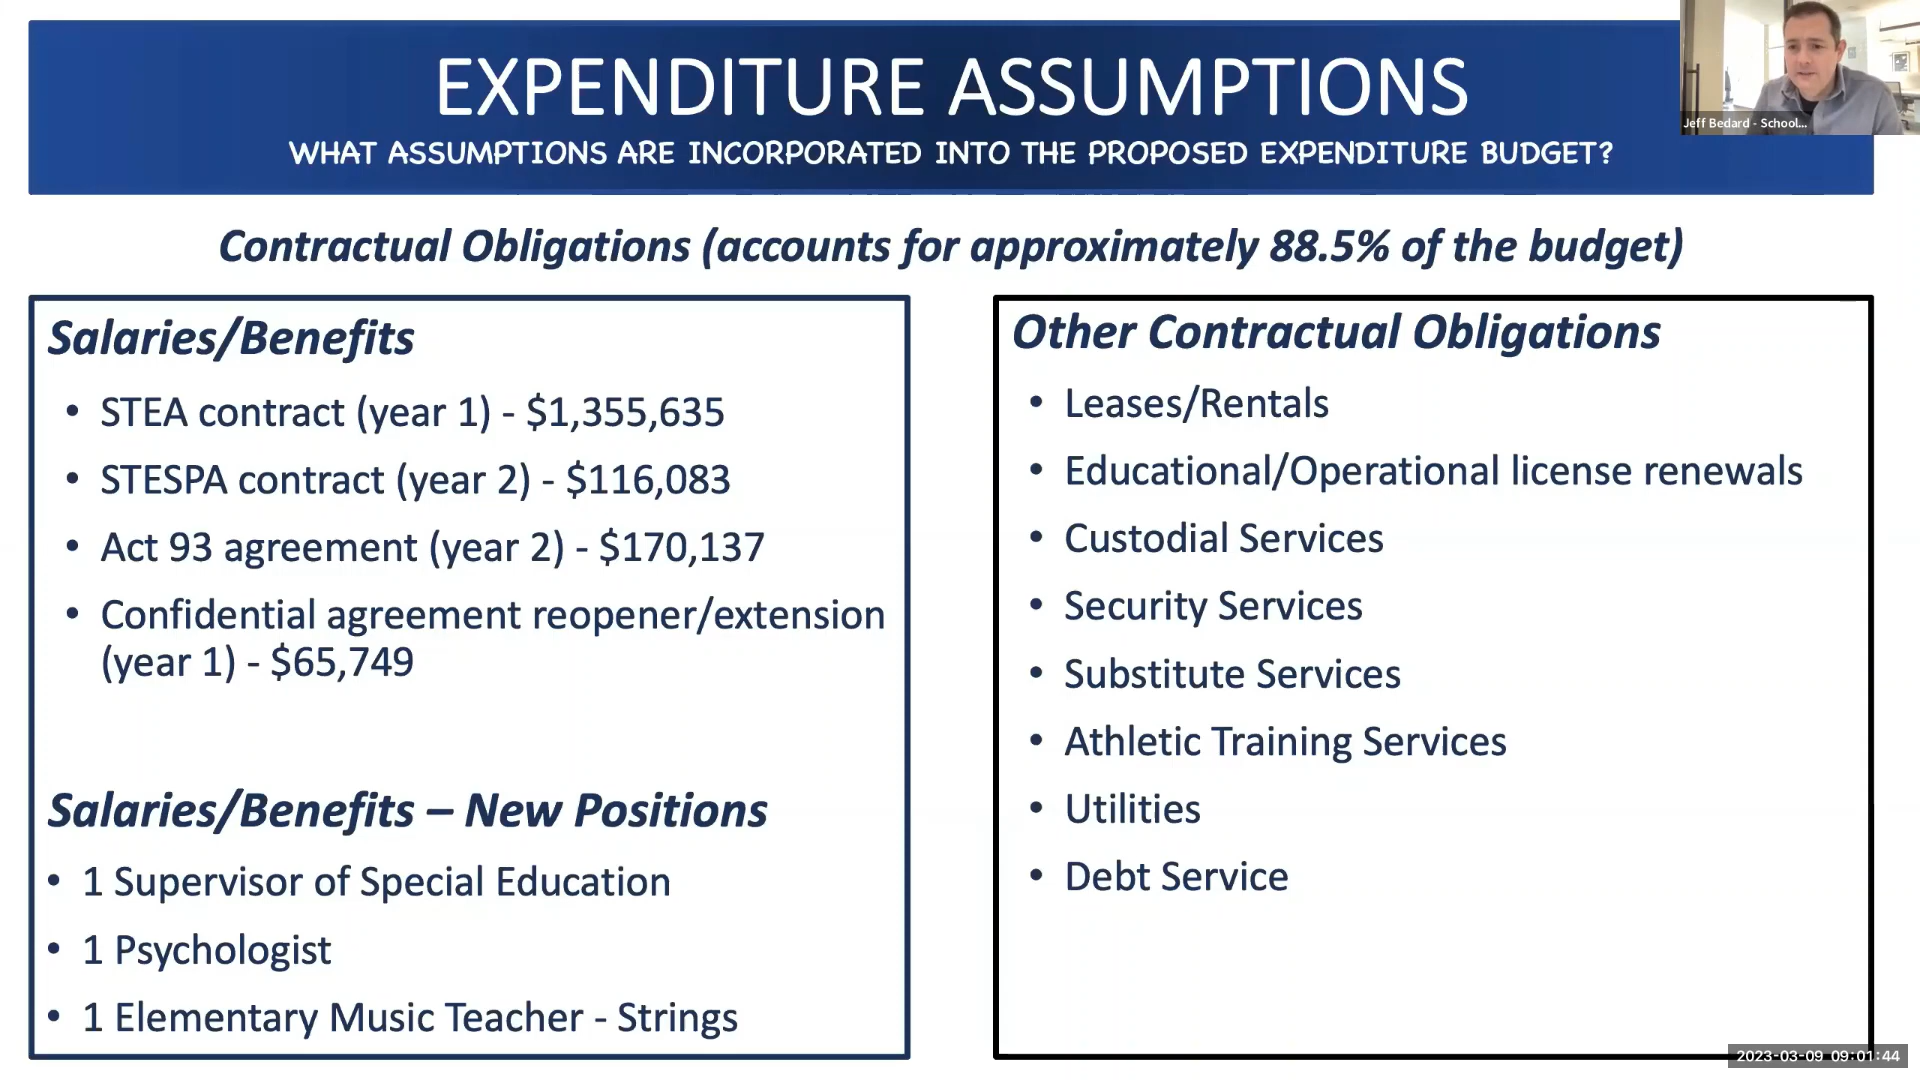 EXPENDITURE ASSUMPTIONS
WHAT ASSUMPTIONS ARE INCORPORATED INTO THE PROPOSED EXPENDITURE BUDGET?
Jeff Bedard - School...
Contractual Obligations (accounts for approximately 88.5% of the budget)
Salaries/Benefits
• STEA contract (year 1) - $1,355,635
• STESPA contract (year 2) - $116,083
• Act 93 agreement (year 2) - $170,137
• Confidential agreement reopener/extension
(year 1) - $65,749
Salaries/Benefits – New Positions
• 1 Supervisor of Special Education
• 1 Psychologist
• 1 Elementary Music Teacher - Strings
Other Contractual Obligations
• Leases/Rentals
• Educational/Operational license renewals
• Custodial Services
• Security Services
• Substitute Services
• Athletic Training Services
• Utilities
• Debt Service
2023-03-09 09:01:44